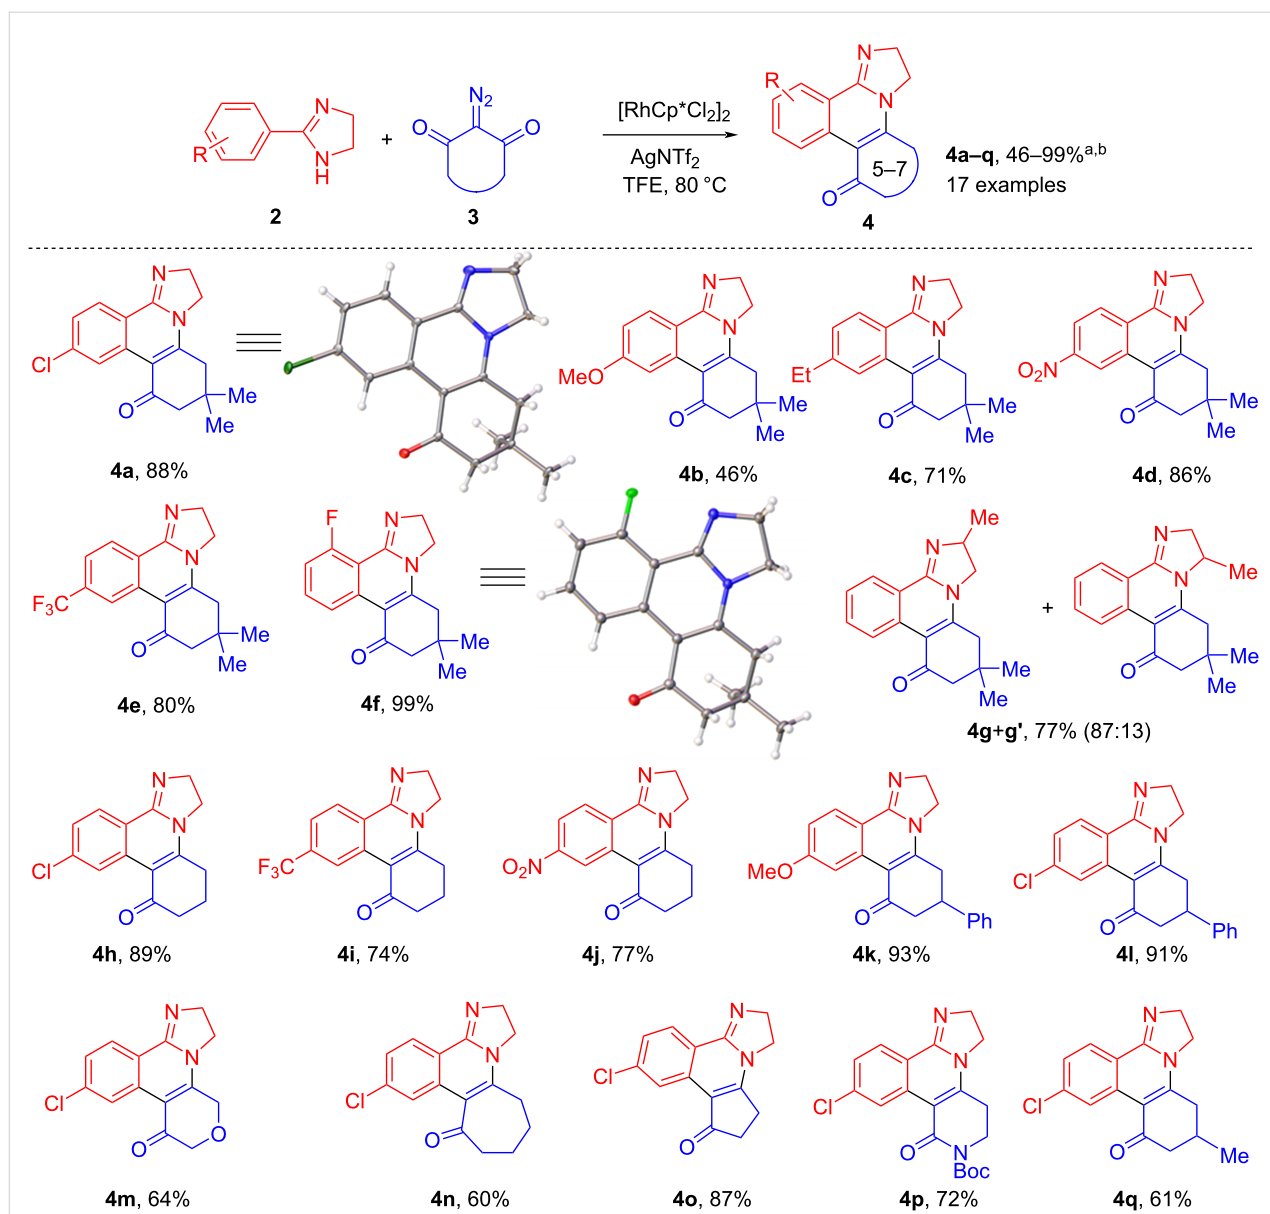 R
N
N
H
2
+
N2
O
O
3
[RhCp*Cl2]2
AgNTf2
TFE, 80 °C
R
N
N
O
5–7
4
4a–q, 46–99%a,b
17 examples
N
N
Cl
O
Me
Me
4a, 88%
N
N
MeO
O
Me
Me
4b, 46%
N
N
Et
O
Me
Me
4c, 71%
N
N
O2N
O
Me
Me
4d, 86%
N
N
F3C
O
Me
Me
4e, 80%
F
N
N
O
Me
Me
4f, 99%
Me
N
N
O
Me
Me
+
N
N
Me
O
Me
Me
4g+g', 77% (87:13)
N
N
Cl
O
4h, 89%
N
N
F3C
O
4i, 74%
N
N
O2N
O
4j, 77%
N
N
MeO
O
Ph
4k, 93%
N
N
Cl
O
Ph
4l, 91%
N
N
Cl
O
O
4m, 64%
N
N
Cl
O
4n, 60%
N
N
Cl
O
4o, 87%
N
N
Cl
O
N
Boc
4p, 72%
N
N
Cl
O
Me
4q, 61%